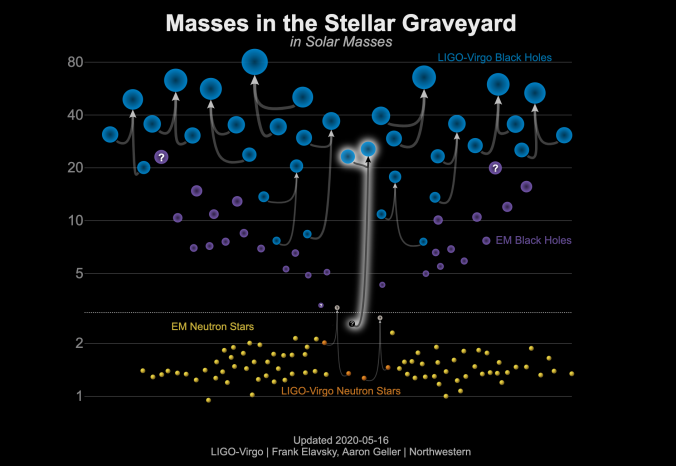 Masses in the Stellar Graveyard
in Solar Masses
LIGO-Virgo Black Holes
80
40
?
?
20
10
EM Black Holes
5
?
?
?
?
EM Neutron Stars
2
LIGO-Virgo Neutron Stars
1
Updated 2020-05-16
LIGO-Virgo | Frank Elavsky, Aaron Geller | Northwestern